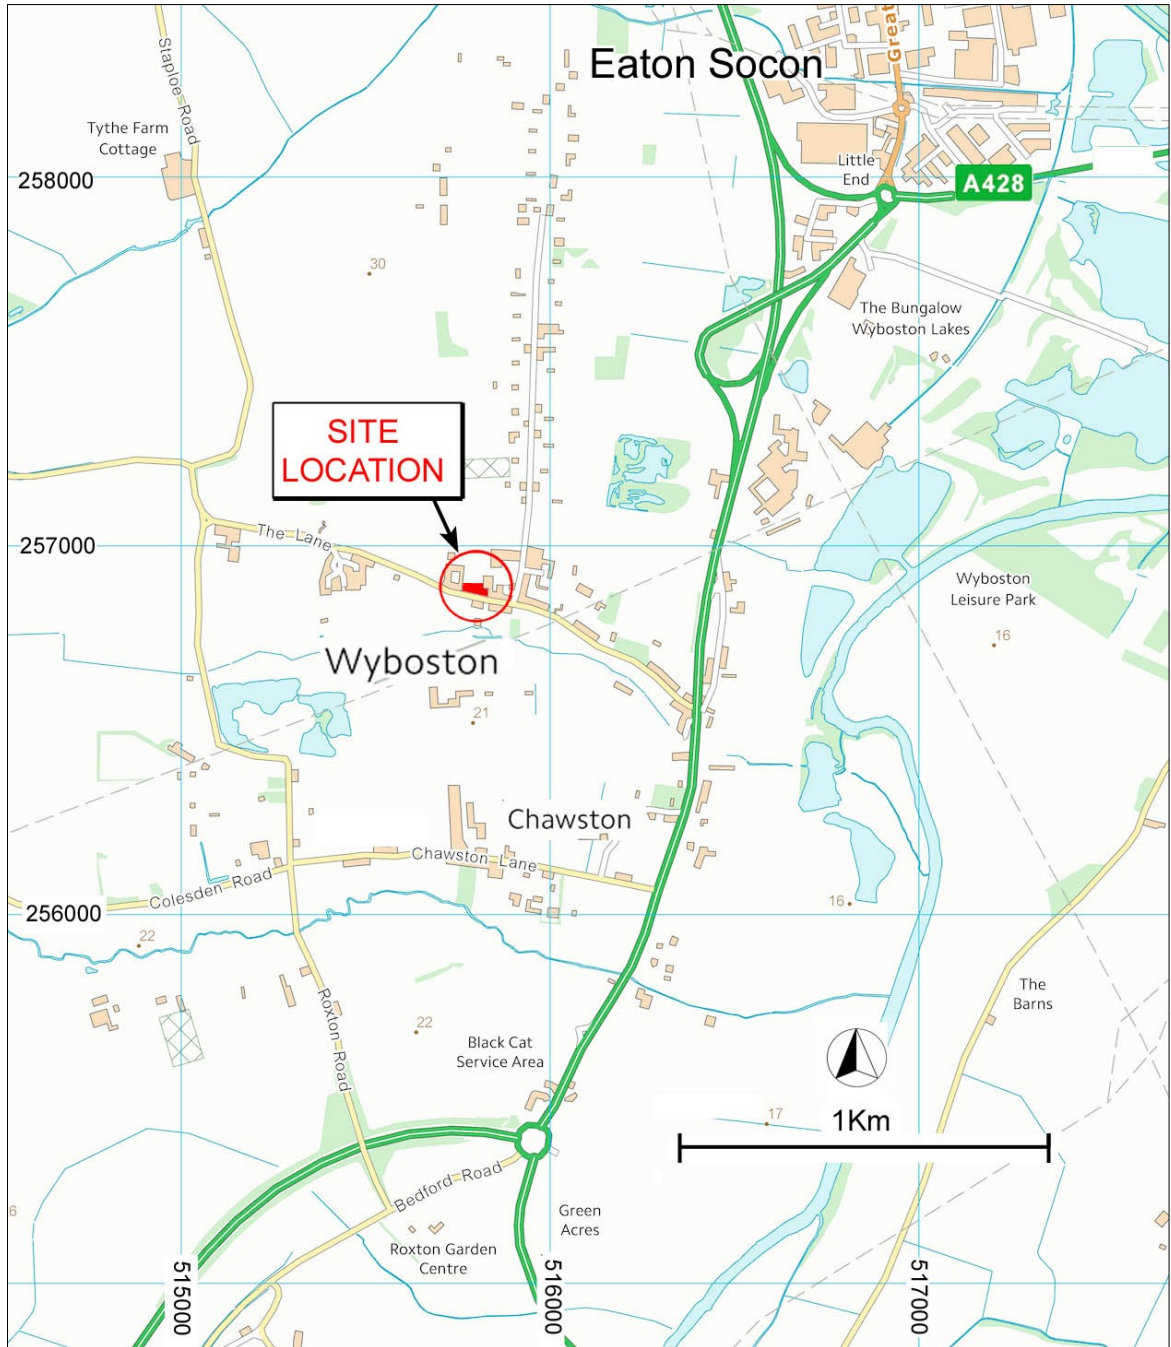 Staploe Road
Eaton Socon
Great
Tythe Farm
Cottage
Little
End
258000
A428
30
The Bungalow
Wyboston Lakes
SITE
LOCATION
257000
The Lane
Wyboston
Leisure Park
16
Wyboston
21
Chawston
Chawston Lane
Colesden Road
16
256000
22
The
Barns
Roxton Road
22
Black Cat
Service Area
17
1Km
Bedford Road
6
Green
Acres
Roxton Garden
Centre
515000
516000
517000